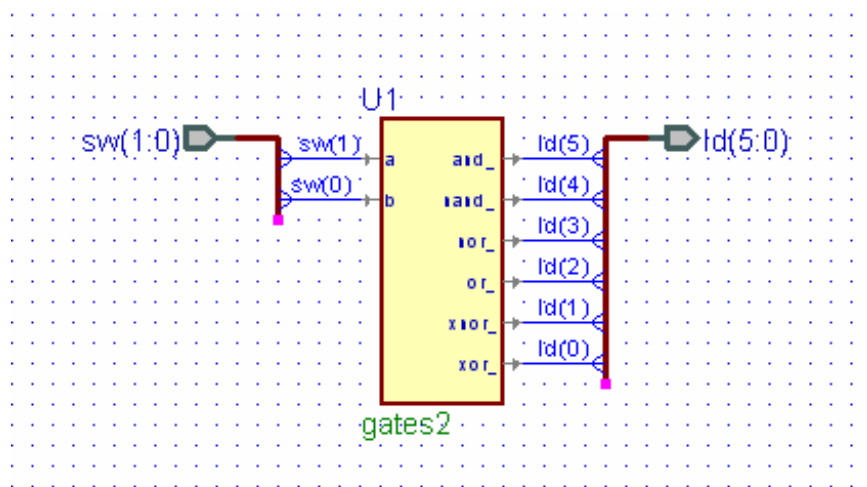 U1
sw(1:0) sw(1) a and_ ld(5) ld(5:0)
sw(0) b nand_ ld(4)
nor_ ld(3)
or_ ld(2)
xnor_ ld(1)
xor_ ld(0)
gates2